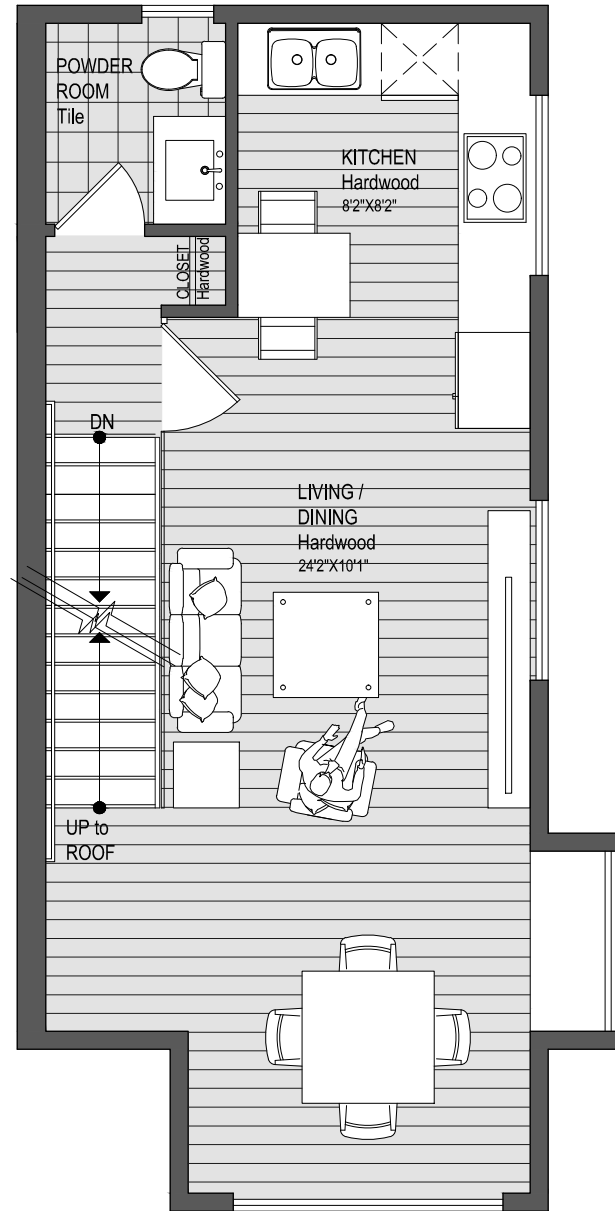 POWDER
ROOM
Tile
KITCHEN
Hardwood
8'2"X8'2"
CLOSET
Hardwood
DN
LIVING /
DINING
Hardwood
24'2"X10'1"
UP to
ROOF